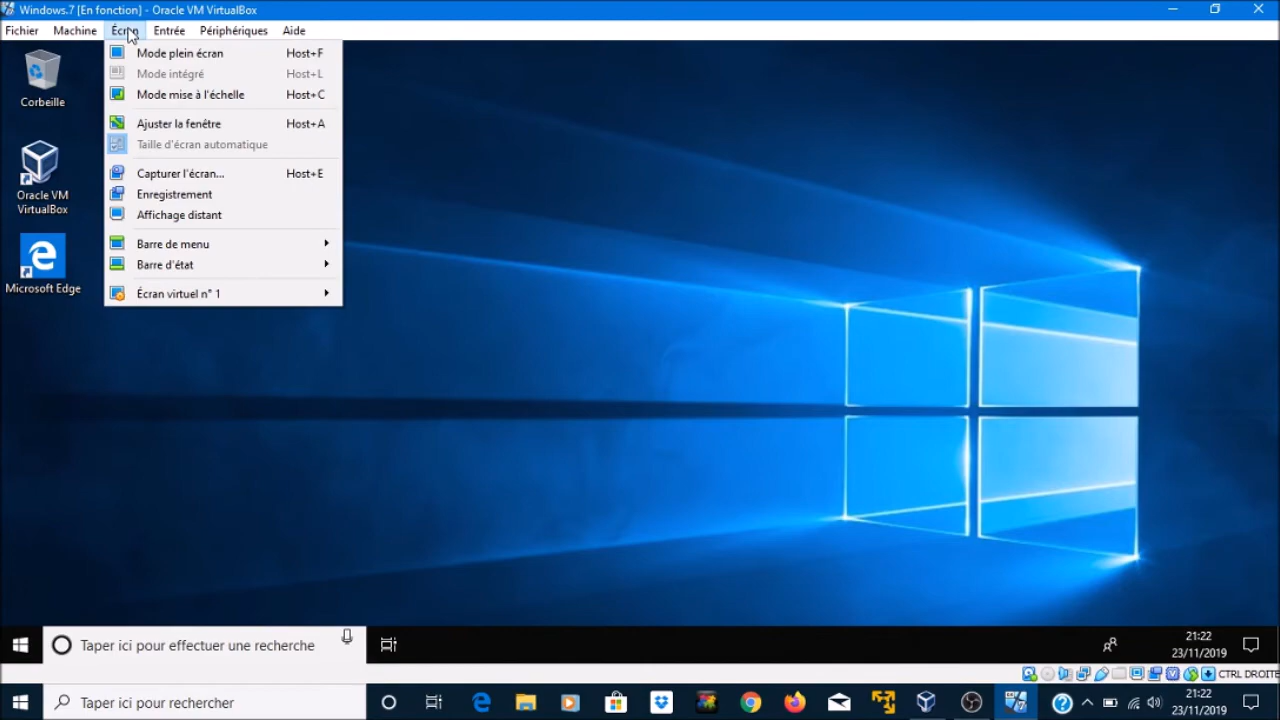 Windows.7 [En fonction] - Oracle VM VirtualBox
Fichier Machine Écran Entrée Périphériques Aide
Mode plein écran Host+F
Mode intégré Host+L
Mode mise à l'échelle Host+C
Ajuster la fenêtre Host+A
Taille d'écran automatique
Capturer l'écran... Host+E
Enregistrement
Affichage distant
Barre de menu
Barre d'état
Écran virtuel n° 1
Corbeille
Oracle VM
VirtualBox
Microsoft Edge
Taper ici pour effectuer une recherche
21:22
23/11/2019
CTRL DROITE
Taper ici pour rechercher
21:22
23/11/2019